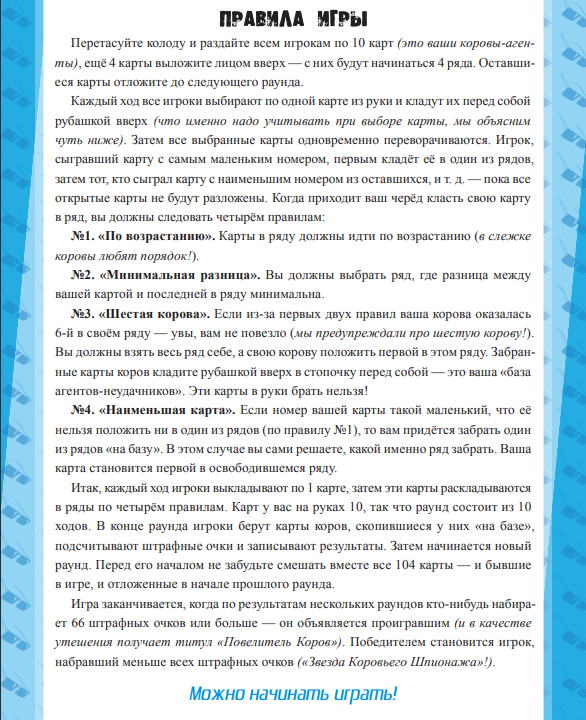 ПРАВИЛА ИГРЫ
Перетасуйте колоду и раздайте всем игрокам по 10 карт (это ваши коровы-аген-
ты), ещё 4 карты выложите лицом вверх — с них будут начинаться 4 ряда. Оставши-
еся карты отложите до следующего раунда.
Каждый ход все игроки выбирают по одной карте из руки и кладут их перед собой
рубашкой вверх (что именно надо учитывать при выборе карты, мы объясним
чуть ниже). Затем все выбранные карты одновременно переворачиваются. Игрок,
сыгравший карту с самым маленьким номером, первым кладёт её в один из рядов,
затем тот, кто сыграл карту с наименьшим номером из оставшихся, и т. д. — пока все
открытые карты не будут разложены. Когда приходит ваш черёд класть свою карту
в ряд, вы должны следовать четырём правилам:
№1. «По возрастанию». Карты в ряду должны идти по возрастанию (в слежке
коровы любят порядок!).
№2. «Минимальная разница». Вы должны выбрать ряд, где разница между
вашей картой и последней в ряду минимальна.
№3. «Шестая корова». Если из-за первых двух правил ваша корова оказалась
6-й в своём ряду — увы, вам не повезло (мы предупреждали про шестую корову!).
Вы должны взять весь ряд себе, а свою корову положить первой в этом ряду. Забран-
ные карты коров кладите рубашкой вверх в стопочку перед собой — это ваша «база
агентов-неудачников». Эти карты в руки брать нельзя!
№4. «Наименьшая карта». Если номер вашей карты такой маленький, что её
нельзя положить ни в один из рядов (по правилу №1), то вам придётся забрать один
из рядов «на базу». В этом случае вы сами решаете, какой именно ряд забрать. Ваша
карта становится первой в освободившемся ряду.
Итак, каждый ход игроки выкладывают по 1 карте, затем эти карты раскладываются
в ряды по четырём правилам. Карт у вас на руках 10, так что раунд состоит из 10
ходов. В конце раунда игроки берут карты коров, скопившиеся у них «на базе»,
подсчитывают штрафные очки и записывают результаты. Затем начинается новый
раунд. Перед его началом не забудьте смешать вместе все 104 карты — и бывшие
в игре, и отложенные в начале прошлого раунда.
Игра заканчивается, когда по результатам нескольких раундов кто-нибудь набира-
ет 66 штрафных очков или больше — он объявляется проигравшим (и в качестве
утешения получает титул «Повелитель Коров»). Победителем становится игрок,
набравший меньше всех штрафных очков («Звезда Коровьего Шпионажа»!).
Можно начинать играть!